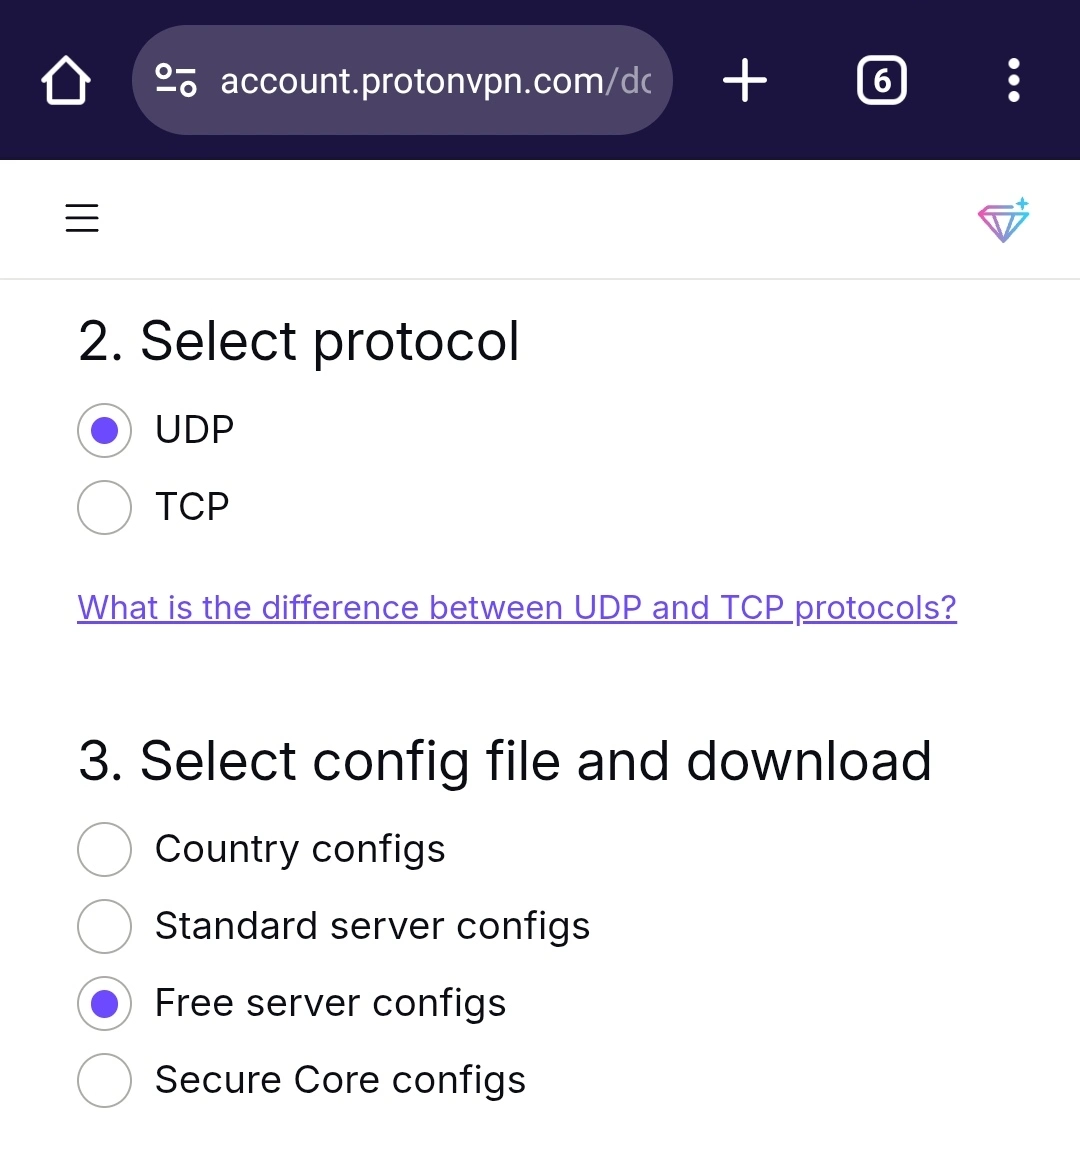 account.protonvpn.com/dc
6
2. Select protocol
UDP
TCP
What is the difference between UDP and TCP protocols?
3. Select config file and download
Country configs
Standard server configs
Free server configs
Secure Core configs